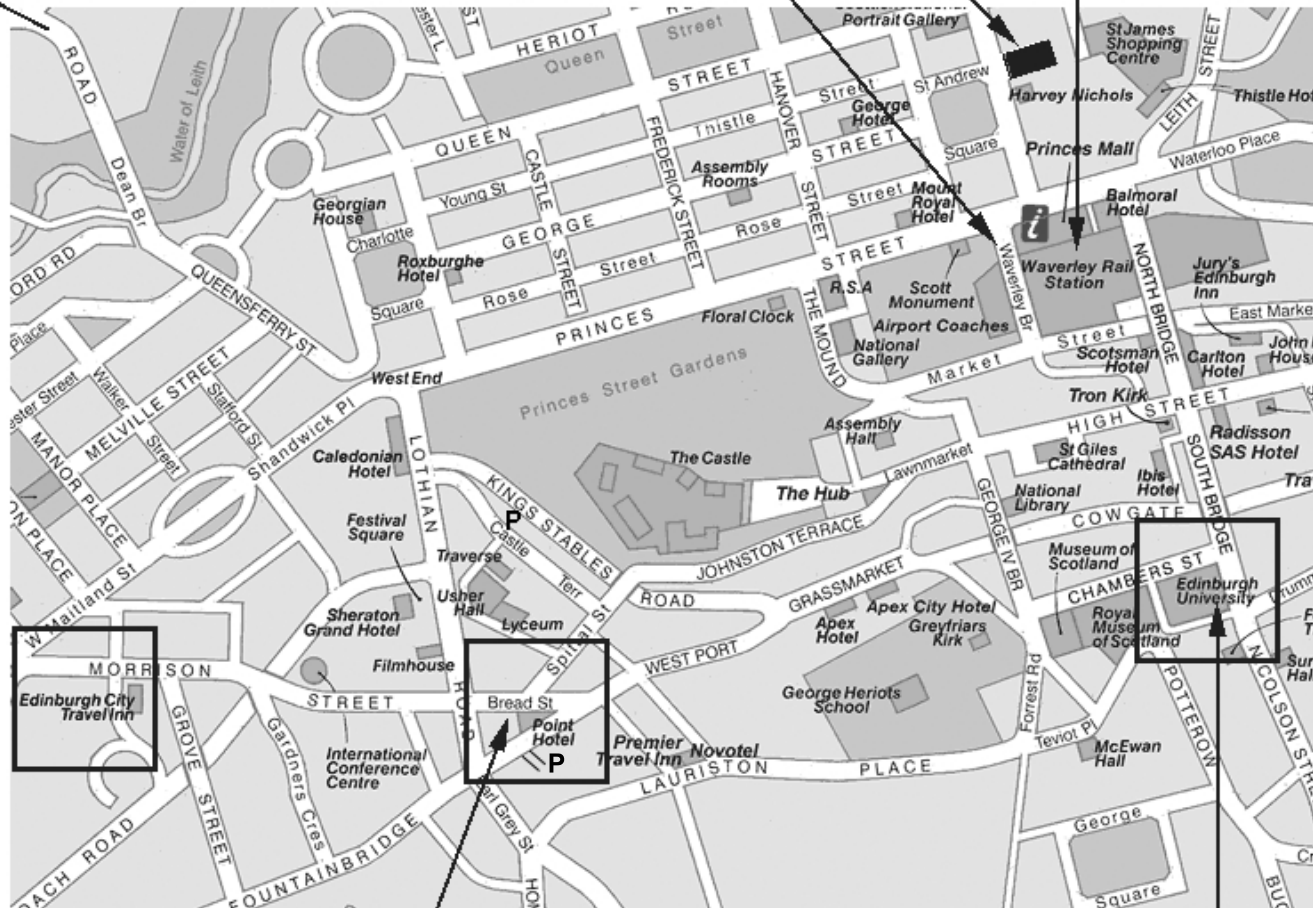 HERIOT
Queen
Street
Portrait Gallery
St James
Shopping
Centre
STREET
ROAD
Water of Leith
STREET
HANOVER
Street
St Andrew
Harvey Nichols
LEITH
George
Hotel
QUEEN
Thistle
STREET
Square
Princes Mall
Waterloo Place
Dean Br
CASTLE
FREDERICK STREET
Assembly
Rooms
Young St
Georgian
House
Charlotte
GEORGE
Rose
STREET
Street
Mount
Royal
Hotel
Balmoral
Hotel
i
QUEENSFERRY ST
Roxburghe
Hotel
Square
Rose
Street
STREET
PRINCES
STREET
Floral Clock
THE MOUND
R.S.A
Scott
Monument
Waverley Br
Waverley Rail
Station
NORTH BRIDGE
Jury's
Edinburgh
Inn
Airport Coaches
National
Gallery
Market
Street
Place
MELVILLE STREET
Walker
Street
Stafford St
MANOR PLACE
Shandwick Pl
West End
Princes Street Gardens
Scotsman
Hotel
Carlton
Hotel
Tron Kirk
HIGH STREET
Radisson
SAS Hotel
Caledonian
Hotel
LOTHIAN
ROAD
The Castle
Assembly
Hall
The Hub
Lawnmarket
St Giles
Cathedral
Ibis
Hotel
SOUTH BRIDGE
KINGS STABLES
ROAD
P
Castle
Terr
Festival
Square
Traverse
Usher
Hall
Lyceum
JOHNSTON TERRACE
GEORGE IV BR
National
Library
COWGATE
Museum of
Scotland
CHAMBERS ST
Edinburgh
University
Royal
Museum
of Scotland
W Maitland St
Sheraton
Grand Hotel
Filmhouse
Spittal St
GRASSMARKET
Apex
Hotel
Apex City Hotel
Greyfriars
Kirk
WEST PORT
MORRISON
STREET
Edinburgh City
Travel Inn
Bread St
Point
Hotel
P
International
Conference
Centre
Premier
Travel Inn
Novotel
George Heriots
School
Forrest Rd
Teviot Pl
McEwan
Hall
POTTEROW
GROVE STREET
Gardners Cres
LAURISTON
PLACE
FOUNTAINBRIDGE
George
Square